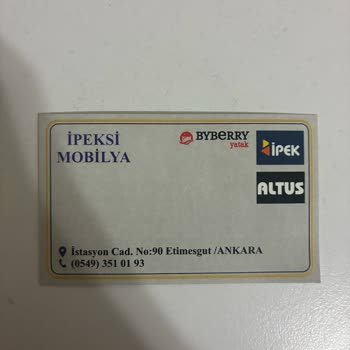 İPEKSİ
MOBİLYA
BYBERRY
yatak
İPEK
ALTUS
İstasyon Cad. No:90 Etimesgut /ANKARA
(0549) 351 01 93